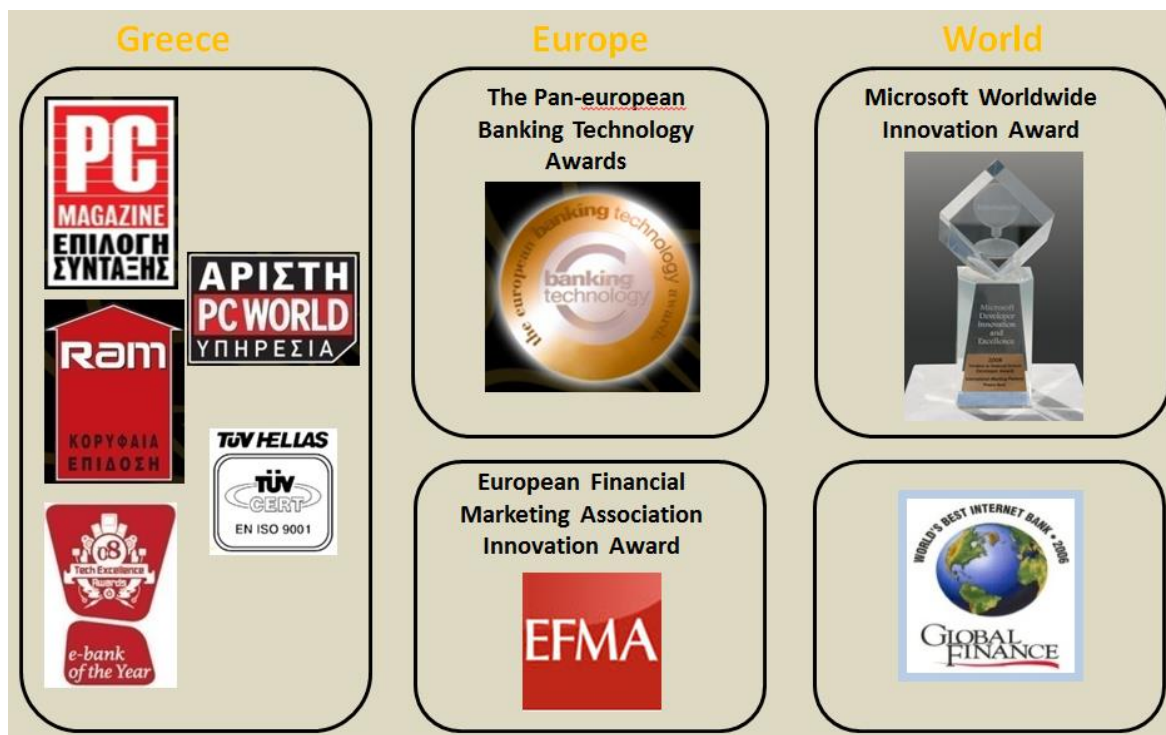 Greece
PC
MAGAZINE
ΕΠΙΛΟΓΗ
ΣΥΝΤΑΞΗΣ
ΑΡΙΣΤΗ
PC WORLD
ΥΠΗΡΕΣΙΑ
Ram
ΚΟΡΥΦΑΙΑ
ΕΠΙΔΟΣΗ
TÜV HELLAS
TÜV
CERT
EN ISO 9001
08
Tech Excellence
Awards
e-bank
of the Year
Europe
The Pan-european
Banking Technology
Awards
the european banking technology awards
banking
technology
European Financial
Marketing Association
Innovation Award
EFMA
World
Microsoft Worldwide
Innovation Award
Microsoft
Developer
Innovation
and
Excellence
WORLD'S BEST INTERNET BANK • 2006
GLOBAL
FINANCE